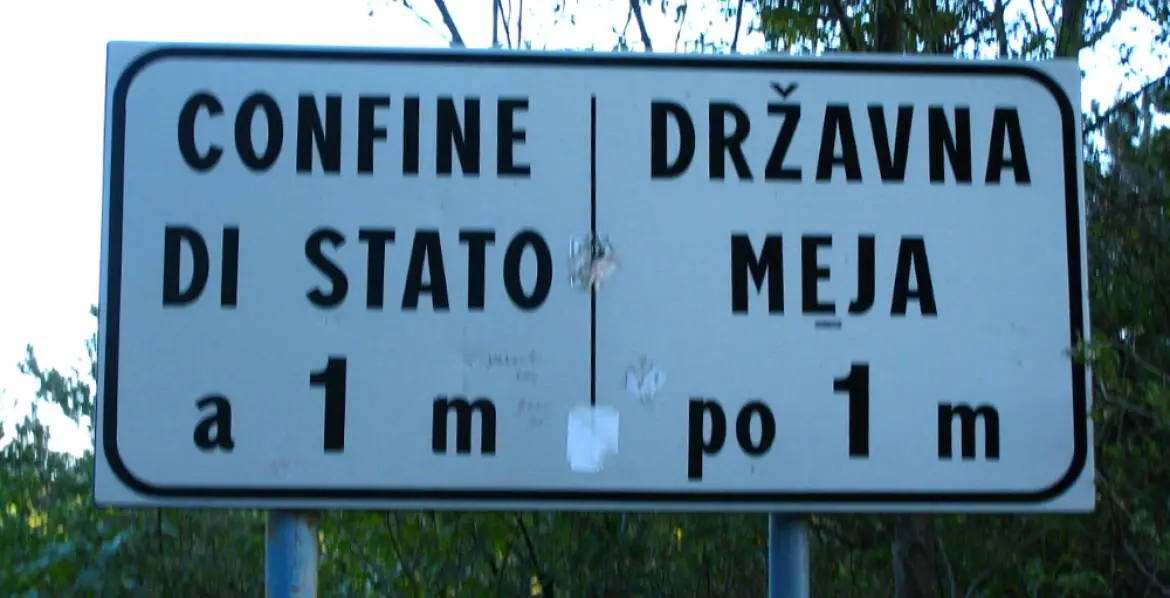 CONFINE
DI STATO
a 1 m
DRŽAVNA
MEJA
po 1 m